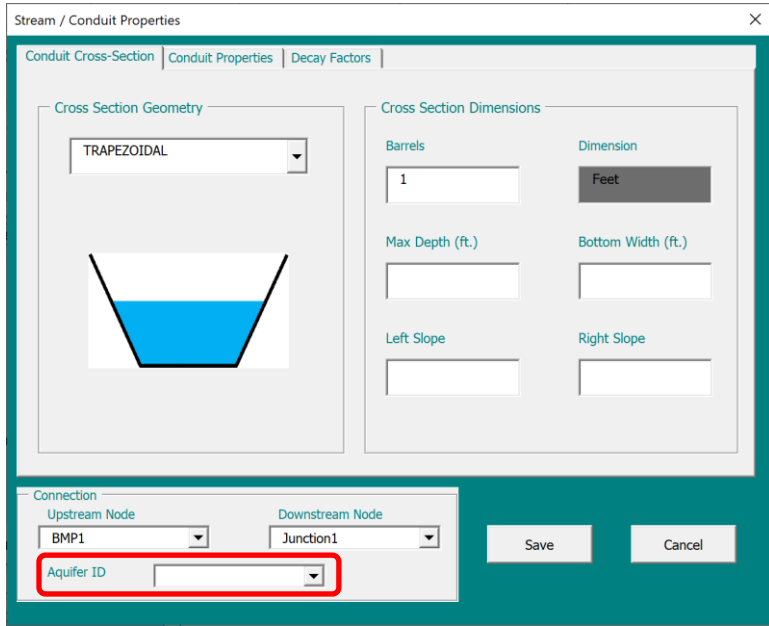 Stream / Conduit Properties
Conduit Cross-Section
Conduit Properties
Decay Factors
Cross Section Geometry
TRAPEZOIDAL
Cross Section Dimensions
Barrels
Dimension
1
Feet
Max Depth (ft.)
Bottom Width (ft.)
Left Slope
Right Slope
Connection
Upstream Node
Downstream Node
BMP1
Junction1
Aquifer ID
Save
Cancel